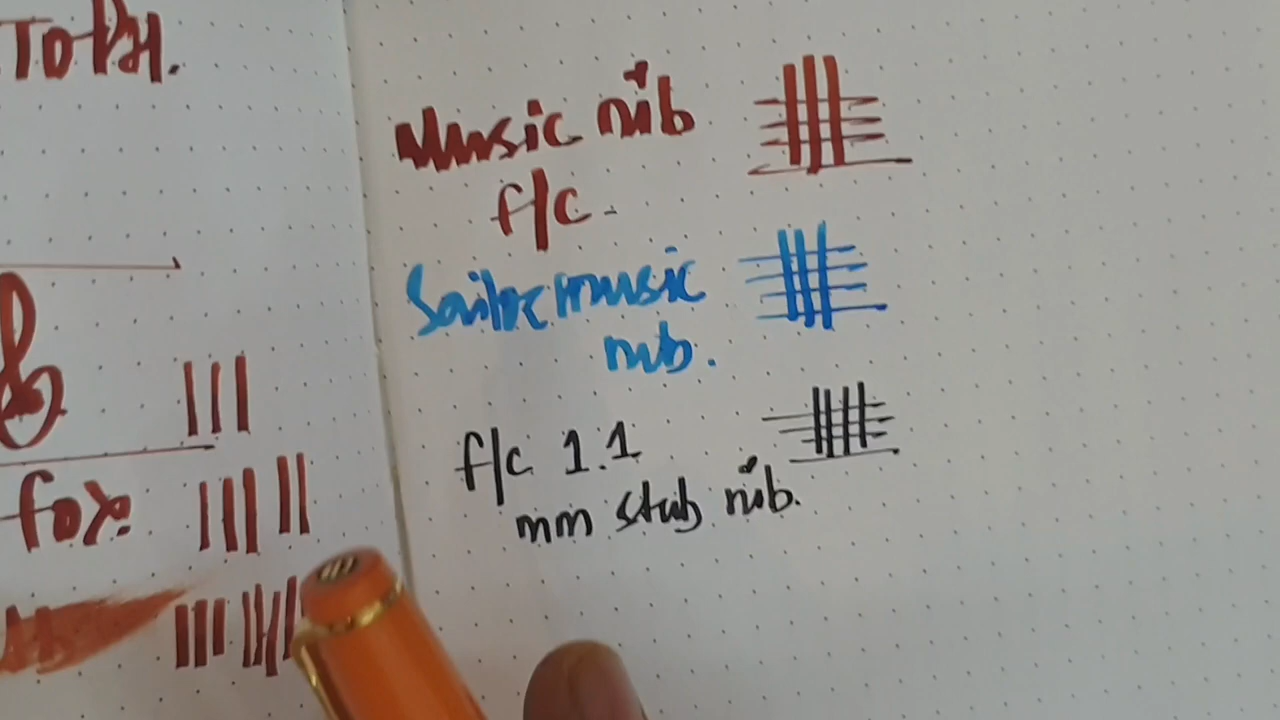 fox.
Music nib
f/c.
Sailor music
nib.
f/c 1.1
mm stub nib.